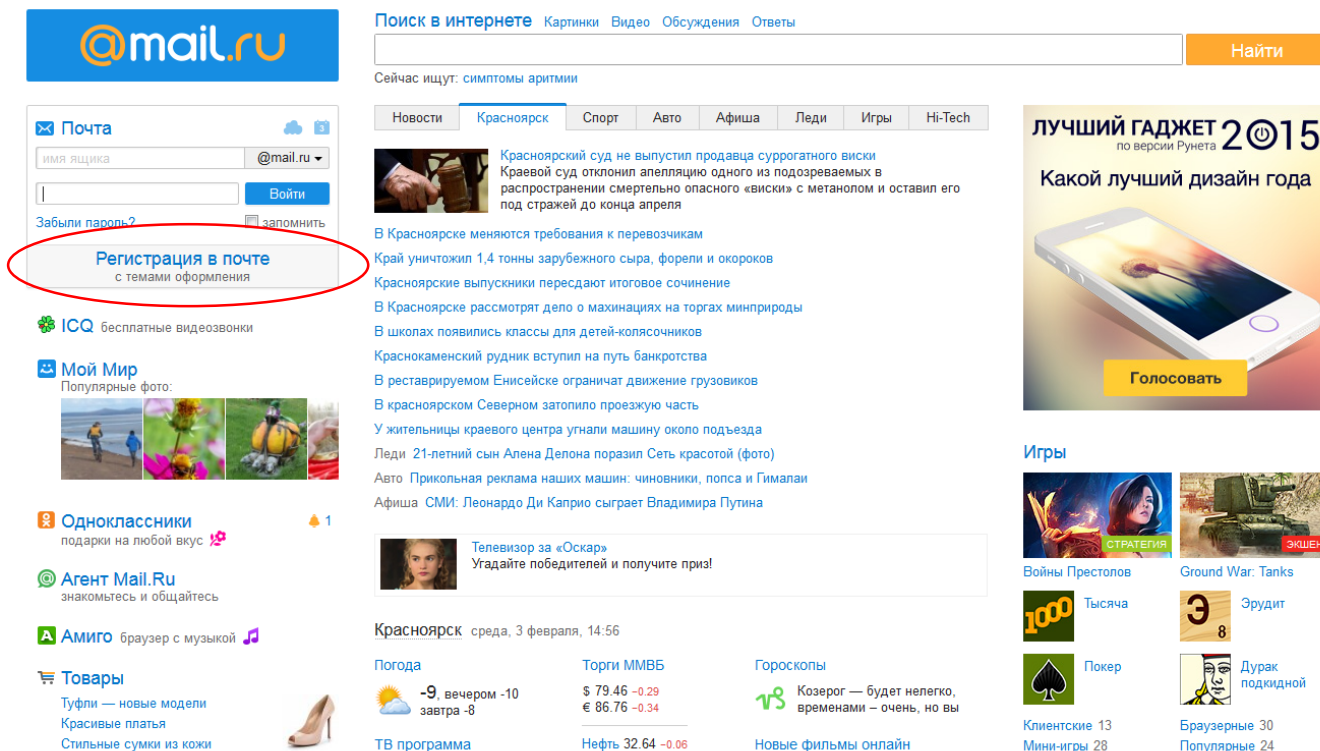 @mail.ru
Поиск в интернете Картинки Видео Обсуждения Ответы
Найти
Сейчас ищут: симптомы аритмии
Почта
3
имя ящика @mail.ru
Войти
Забыли пароль? запомнить
Регистрация в почте
с темами оформления
ICQ бесплатные видеозвонки
Мой Мир
Популярные фото:
Одноклассники 1
подарки на любой вкус
Агент Mail.Ru
знакомьтесь и общайтесь
Амиго браузер с музыкой
Товары
Туфли — новые модели
Красивые платья
Стильные сумки из кожи
Новости Красноярск Спорт Авто Афиша Леди Игры Hi-Tech
Красноярский суд не выпустил продавца суррогатного виски
Краевой суд отклонил апелляцию одного из подозреваемых в
распространении смертельно опасного «виски» с метанолом и оставил его
под стражей до конца апреля
В Красноярске меняются требования к перевозчикам
Край уничтожил 1,4 тонны зарубежного сыра, форели и окороков
Красноярские выпускники пересдают итоговое сочинение
В Красноярске рассмотрят дело о махинациях на торгах минприроды
В школах появились классы для детей-колясочников
Краснокаменский рудник вступил на путь банкротства
В реставрируемом Енисейске ограничат движение грузовиков
В красноярском Северном затопило проезжую часть
У жительницы краевого центра угнали машину около подъезда
Леди 21-летний сын Алена Делона поразил Сеть красотой (фото)
Авто Прикольная реклама наших машин: чиновники, попса и Гималаи
Афиша СМИ: Леонардо Ди Каприо сыграет Владимира Путина
Телевизор за «Оскар»
Угадайте победителей и получите приз!
Красноярск среда, 3 февраля, 14:56
Погода
-9, вечером -10
завтра -8
ТВ программа
Торги ММВБ
$ 79.46 -0.29
€ 86.76 -0.34
Нефть 32.64 -0.06
Гороскопы
Козерог — будет нелегко,
временами – очень, но вы
Новые фильмы онлайн
ЛУЧШИЙ ГАДЖЕТ 2015
по версии Рунета
Какой лучший дизайн года
Голосовать
Игры
СТРАТЕГИЯ
ЭКШЕН
Войны Престолов Ground War: Tanks
1000 Тысяча
Э 8 Эрудит
Покер
Дурак
подкидной
Клиентские 13 Браузерные 30
Мини-игры 28 Популярные 24